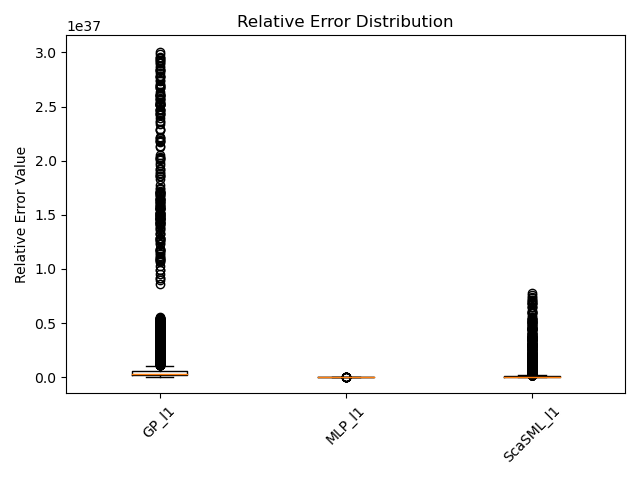 Relative Error Distribution
1e37
3.0
2.5
2.0
1.5
1.0
0.5
0.0
Relative Error Value
GP_l1
MLP_l1
ScaSML_l1